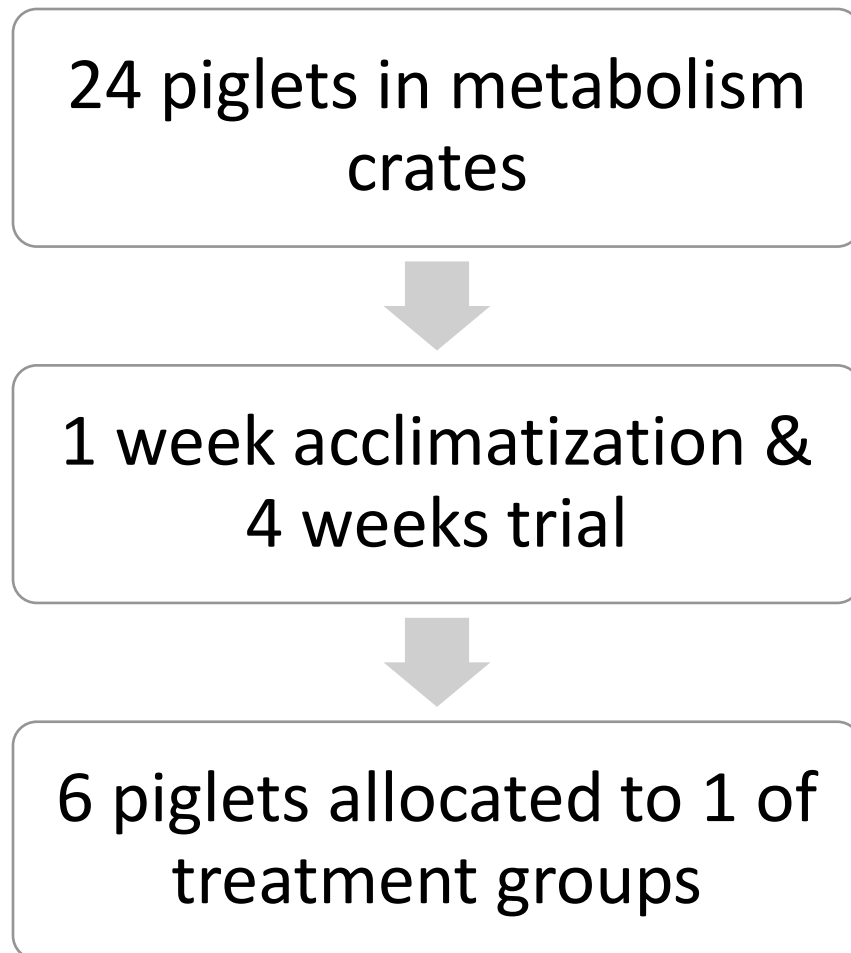 24 piglets in metabolism
crates
1 week acclimatization &
4 weeks trial
6 piglets allocated to 1 of
treatment groups